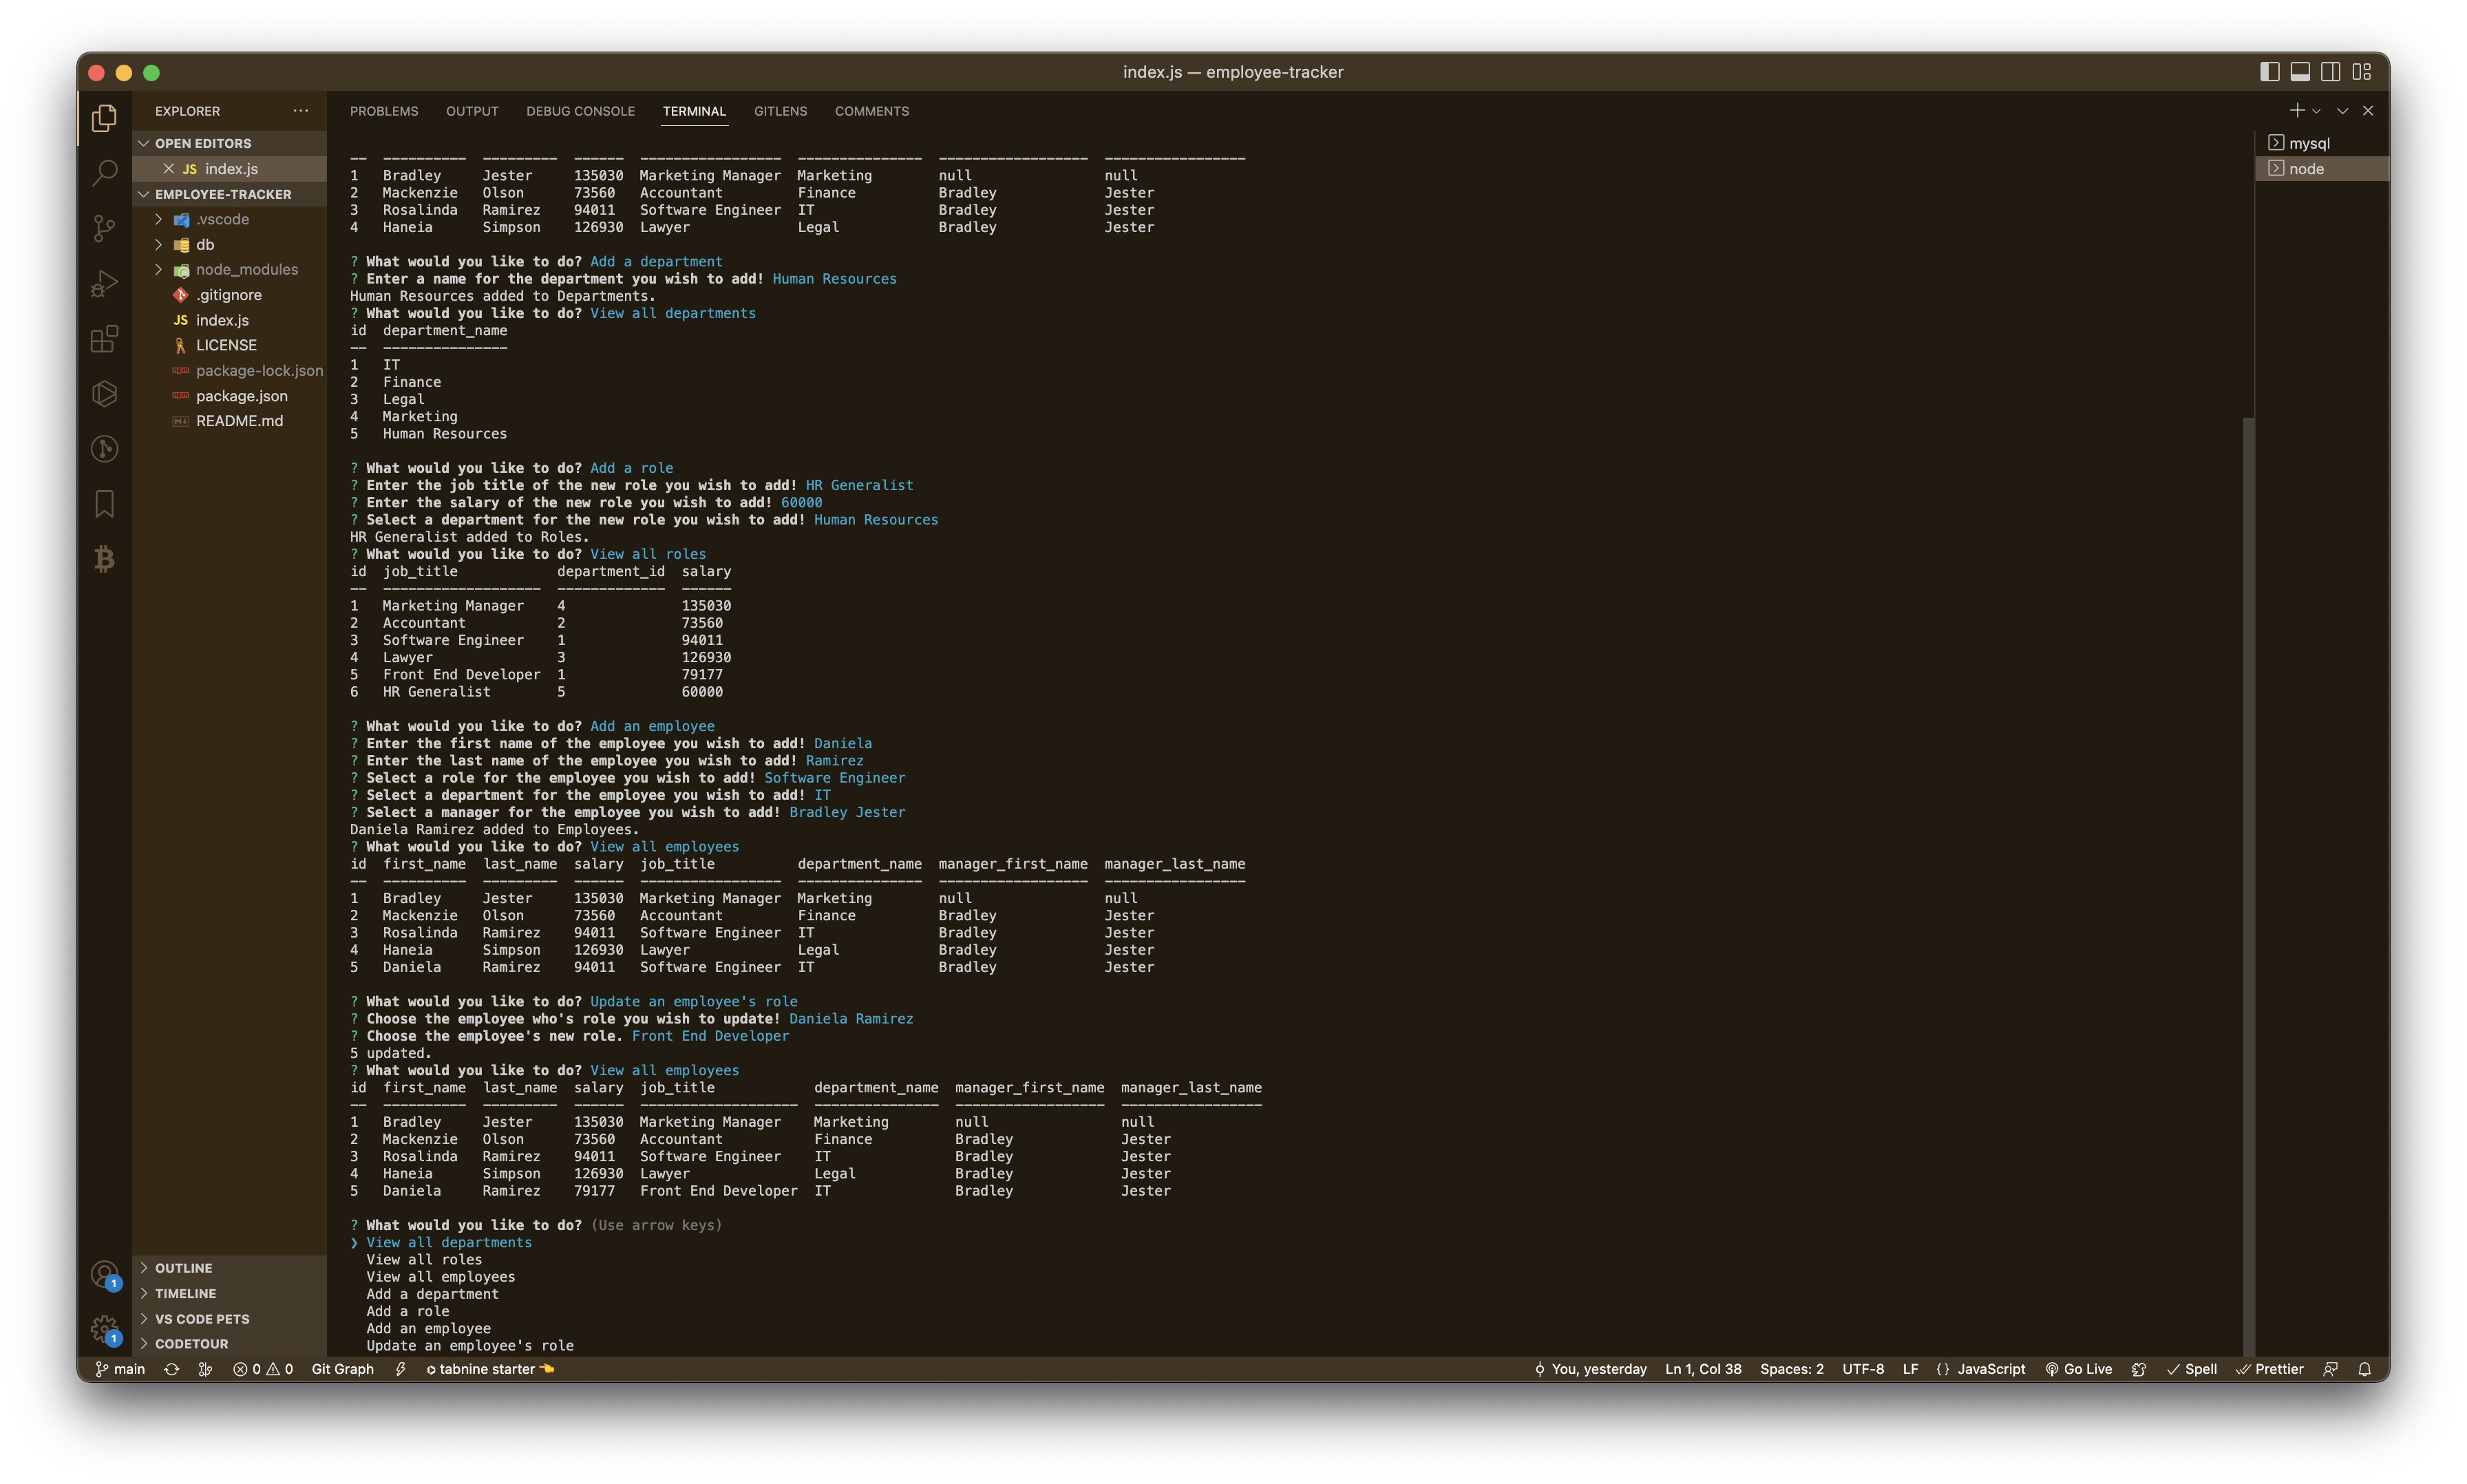 index.js — employee-tracker
EXPLORER
OPEN EDITORS
JS index.js
EMPLOYEE-TRACKER
.vscode
db
node_modules
.gitignore
JS index.js
LICENSE
package-lock.json
package.json
README.md
OUTLINE
TIMELINE
VS CODE PETS
CODETOUR
PROBLEMS OUTPUT DEBUG CONSOLE TERMINAL GITLENS COMMENTS
-- ---------- --------- ------ ----------------- --------------- ------------------ -----------------
1 Bradley Jester 135030 Marketing Manager Marketing null null
2 Mackenzie Olson 73560 Accountant Finance Bradley Jester
3 Rosalinda Ramirez 94011 Software Engineer IT Bradley Jester
4 Haneia Simpson 126930 Lawyer Legal Bradley Jester
? What would you like to do? Add a department
? Enter a name for the department you wish to add! Human Resources
Human Resources added to Departments.
? What would you like to do? View all departments
id department_name
-- ---------------
1 IT
2 Finance
3 Legal
4 Marketing
5 Human Resources
? What would you like to do? Add a role
? Enter the job title of the new role you wish to add! HR Generalist
? Enter the salary of the new role you wish to add! 60000
? Select a department for the new role you wish to add! Human Resources
HR Generalist added to Roles.
? What would you like to do? View all roles
id job_title department_id salary
-- ------------------- ------------- ------
1 Marketing Manager 4 135030
2 Accountant 2 73560
3 Software Engineer 1 94011
4 Lawyer 3 126930
5 Front End Developer 1 79177
6 HR Generalist 5 60000
? What would you like to do? Add an employee
? Enter the first name of the employee you wish to add! Daniela
? Enter the last name of the employee you wish to add! Ramirez
? Select a role for the employee you wish to add! Software Engineer
? Select a department for the employee you wish to add! IT
? Select a manager for the employee you wish to add! Bradley Jester
Daniela Ramirez added to Employees.
? What would you like to do? View all employees
id first_name last_name salary job_title department_name manager_first_name manager_last_name
-- ---------- --------- ------ ----------------- --------------- ------------------ -----------------
1 Bradley Jester 135030 Marketing Manager Marketing null null
2 Mackenzie Olson 73560 Accountant Finance Bradley Jester
3 Rosalinda Ramirez 94011 Software Engineer IT Bradley Jester
4 Haneia Simpson 126930 Lawyer Legal Bradley Jester
5 Daniela Ramirez 94011 Software Engineer IT Bradley Jester
? What would you like to do? Update an employee's role
? Choose the employee who's role you wish to update! Daniela Ramirez
? Choose the employee's new role. Front End Developer
5 updated.
? What would you like to do? View all employees
id first_name last_name salary job_title department_name manager_first_name manager_last_name
-- ---------- --------- ------ ------------------- --------------- ------------------ -----------------
1 Bradley Jester 135030 Marketing Manager Marketing null null
2 Mackenzie Olson 73560 Accountant Finance Bradley Jester
3 Rosalinda Ramirez 94011 Software Engineer IT Bradley Jester
4 Haneia Simpson 126930 Lawyer Legal Bradley Jester
5 Daniela Ramirez 79177 Front End Developer IT Bradley Jester
? What would you like to do? (Use arrow keys)
❯ View all departments
View all roles
View all employees
Add a department
Add a role
Add an employee
Update an employee's role
mysql
node
1
1
main 0 0 Git Graph tabnine starter You, yesterday Ln 1, Col 38 Spaces: 2 UTF-8 LF {} JavaScript Go Live Spell Prettier